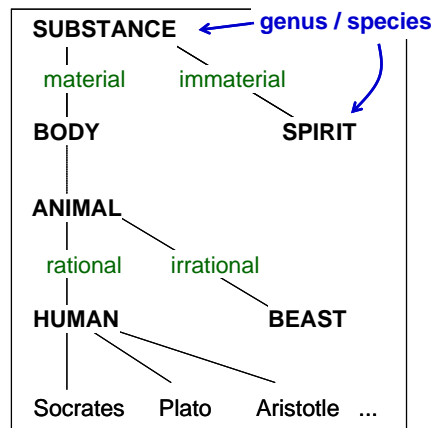 SUBSTANCE genus / species
material immaterial
BODY SPIRIT
ANIMAL
rational irrational
HUMAN BEAST
Socrates Plato Aristotle ...